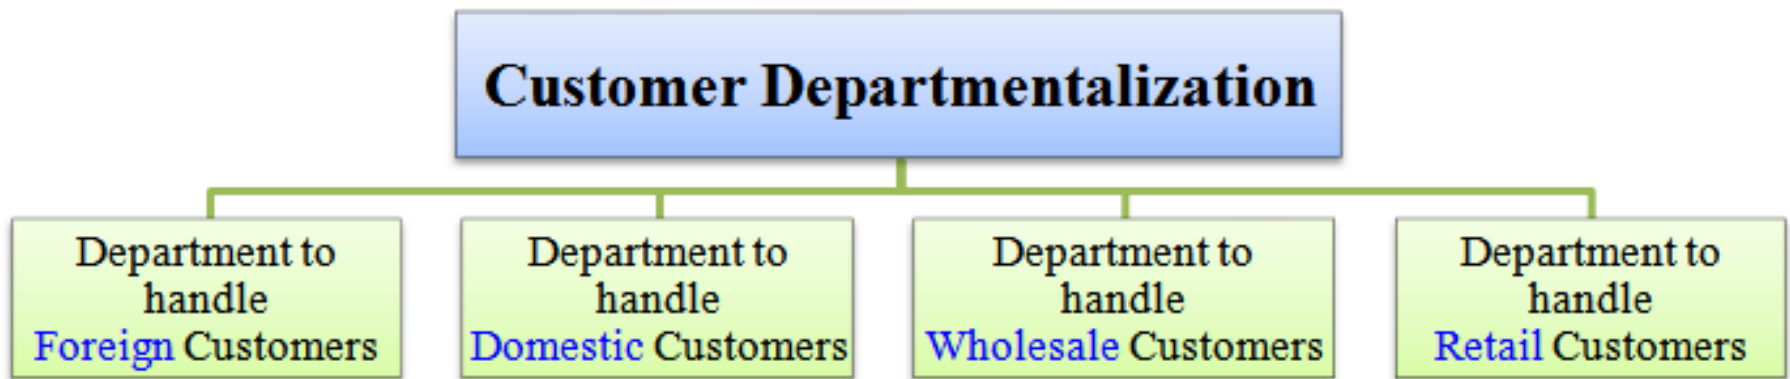 Customer Departmentalization
Department to
handle
Foreign Customers
Department to
handle
Domestic Customers
Department to
handle
Wholesale Customers
Department to
handle
Retail Customers